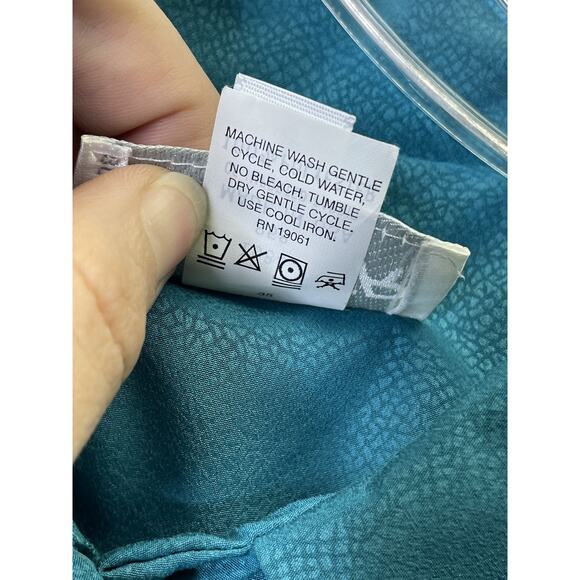 MACHINE WASH GENTLE
CYCLE, COLD WATER,
NO BLEACH. TUMBLE
DRY GENTLE CYCLE.
USE COOL IRON.
RN 19061